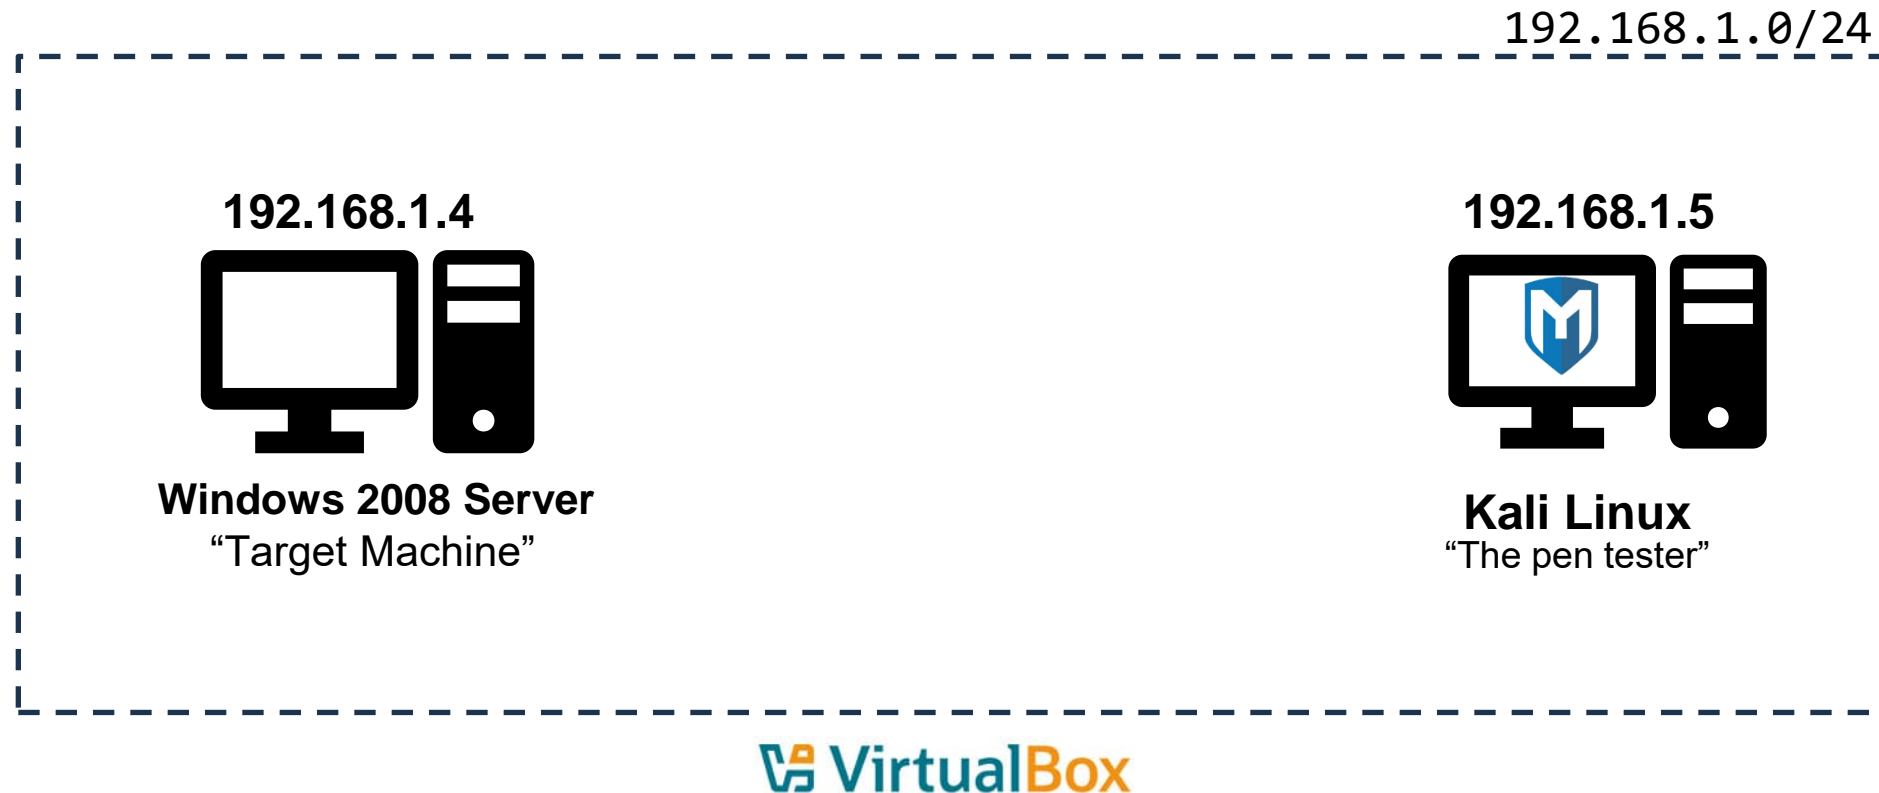 192.168.1.0/24
192.168.1.4
192.168.1.5
Windows 2008 Server
“Target Machine”
Kali Linux
“The pen tester”
VirtualBox